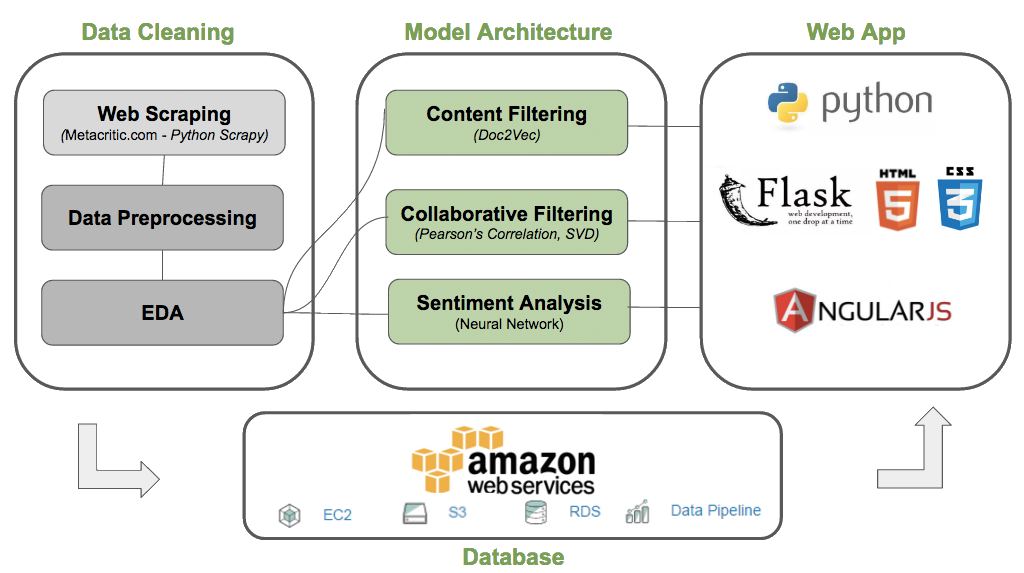 Data Cleaning
Model Architecture
Web App
Web Scraping
(Metacritic.com - Python Scrapy)
Data Preprocessing
EDA
Content Filtering
(Doc2Vec)
Collaborative Filtering
(Pearson's Correlation, SVD)
Sentiment Analysis
(Neural Network)
python
Flask
web development,
one drop at a time
HTML
5
CSS
3
ANGULARJS
amazon
web services
EC2
S3
RDS
Data Pipeline
Database